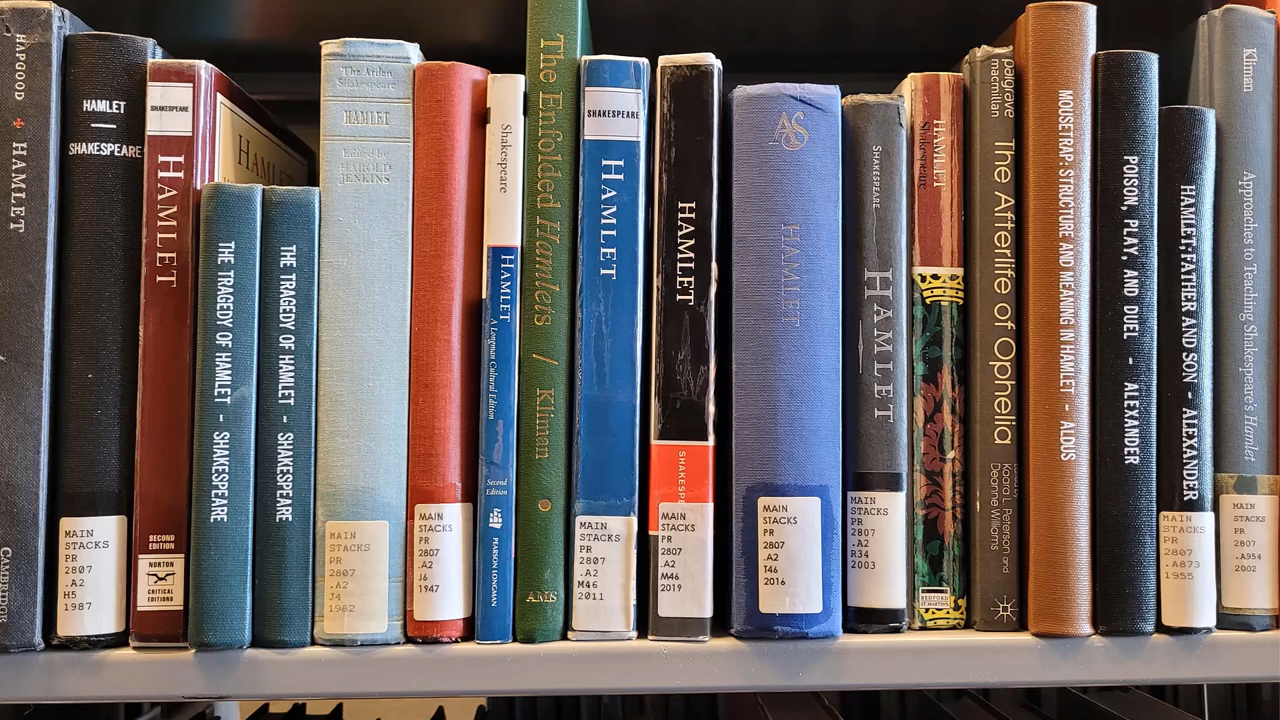 HAPGOOD
HAMLET
CAMBRIDGE
HAMLET
SHAKESPEARE
MAIN
STACKS
PR
2807
.A2
H5
1987
SHAKESPEARE
HAMLET
SECOND
EDITION
NORTON
CRITICAL
EDITIONS
HAMLET
THE TRAGEDY OF HAMLET - SHAKESPEARE
THE TRAGEDY OF HAMLET - SHAKESPEARE
The Arden
Shakespeare
HAMLET
Edited by
HAROLD
JENKINS
MAIN
STACKS
PR
2807
.A2
J4
1982
MAIN
STACKS
PR
2807
.A2
J6
1947
Shakespeare
HAMLET
A Longman Cultural Edition
Second
Edition
PEARSON LONGMAN
The Enfolded Hamlets / Kliman
AMS
SHAKESPEARE
HAMLET
MAIN
STACKS
PR
2807
.A2
M46
2011
HAMLET
SHAKESPE
MAIN
STACKS
PR
2807
.A2
M46
2019
AS
HAMLET
MAIN
STACKS
PR
2807
.A2
T46
2016
SHAKESPEARE
HAMLET
MAIN
STACKS
PR
2807
.A2
R34
2003
HAMLET
Shakespeare
BEDFORD
ST. MARTIN'S
palgrave
macmillan
The Afterlife of Ophelia
Edited by
Kaara L. Peterson and
Deanne Williams
MOUSETRAP: STRUCTURE AND MEANING IN HAMLET - ALDUS
POISON, PLAY, AND DUEL - ALEXANDER
HAMLET; FATHER AND SON - ALEXANDER
MAIN
STACKS
PR
2807
.A873
1955
Kliman
Approaches to Teaching Shakespeare's Hamlet
MAIN
STACKS
PR
2807
.A954
2002